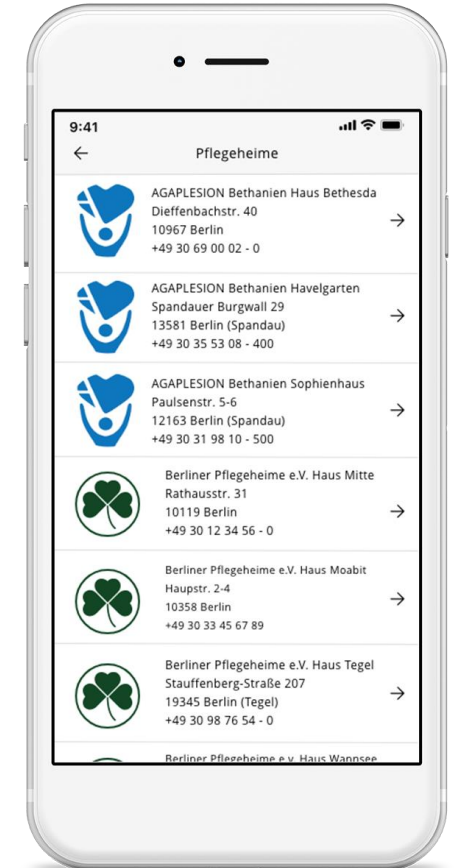 9:41
Pflegeheime
AGAPLESION Bethanien Haus Bethesda
Dieffenbachstr. 40
10967 Berlin
+49 30 69 00 02 - 0
AGAPLESION Bethanien Havelgarten
Spandauer Burgwall 29
13581 Berlin (Spandau)
+49 30 35 53 08 - 400
AGAPLESION Bethanien Sophienhaus
Paulsenstr. 5-6
12163 Berlin (Spandau)
+49 30 31 98 10 - 500
Berliner Pflegeheime e.V. Haus Mitte
Rathausstr. 31
10119 Berlin
+49 30 12 34 56 - 0
Berliner Pflegeheime e.V. Haus Moabit
Haupstr. 2-4
10358 Berlin
+49 30 33 45 67 89
Berliner Pflegeheime e.V. Haus Tegel
Stauffenberg-Straße 207
19345 Berlin (Tegel)
+49 30 98 76 54 - 0
Berliner Pflegeheime e.v. Haus Wannsee